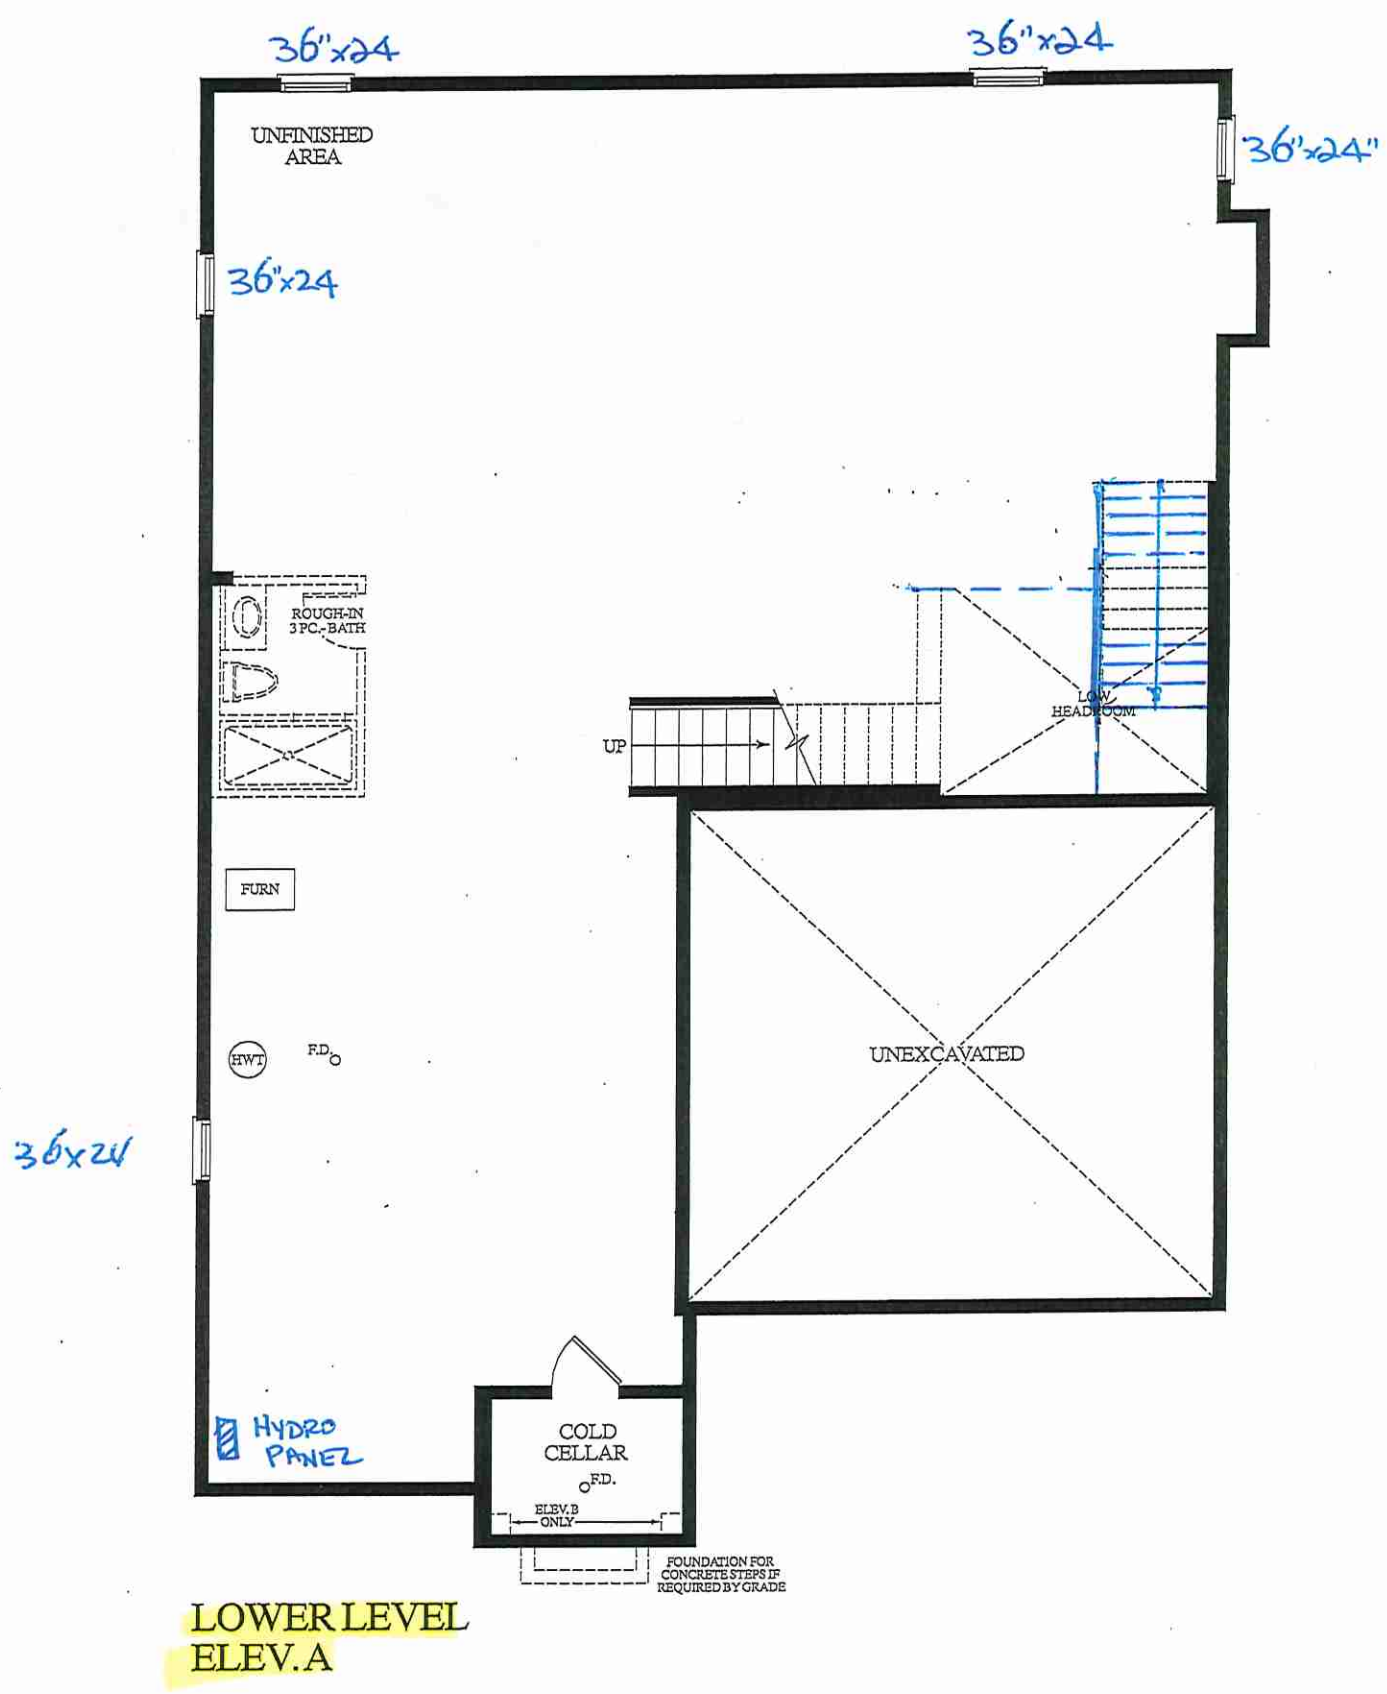 36"x24
36"x24
UNFINISHED
AREA
36"x24"
36"x24
ROUGH-IN
3 PC.-BATH
LOW
HEADROOM
UP
FURN
HWT
F.D.
UNEXCAVATED
36x24
HYDRO
PANEL
COLD
CELLAR
F.D.
ELEV.B
ONLY
FOUNDATION FOR
CONCRETE STEPS IF
REQUIRED BY GRADE
LOWER LEVEL
ELEV. A